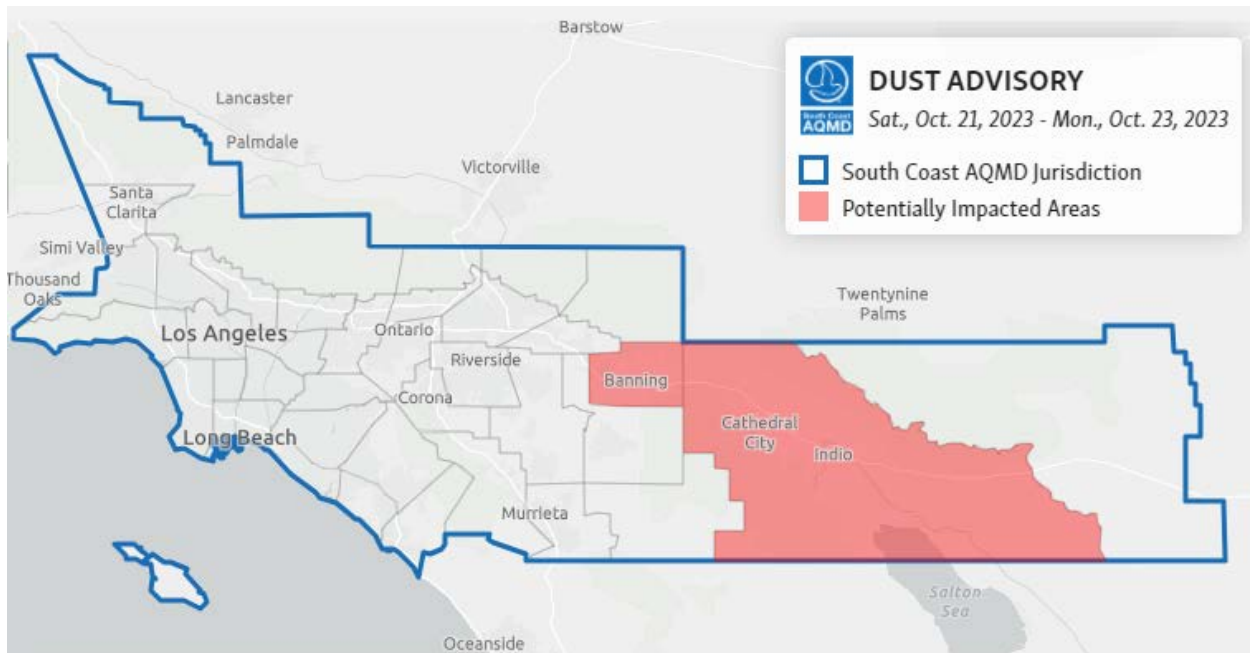 Barstow
DUST ADVISORY
South Coast
AQMD
Sat., Oct. 21, 2023 - Mon., Oct. 23, 2023
South Coast AQMD Jurisdiction
Potentially Impacted Areas
Lancaster
Palmdale
Victorville
Santa
Clarita
Simi Valley
Thousand
Oaks
Twentynine
Palms
Los Angeles
Ontario
Riverside
Banning
Corona
Cathedral
City
Long Beach
Indio
Murrieta
Salton
Sea
Oceanside